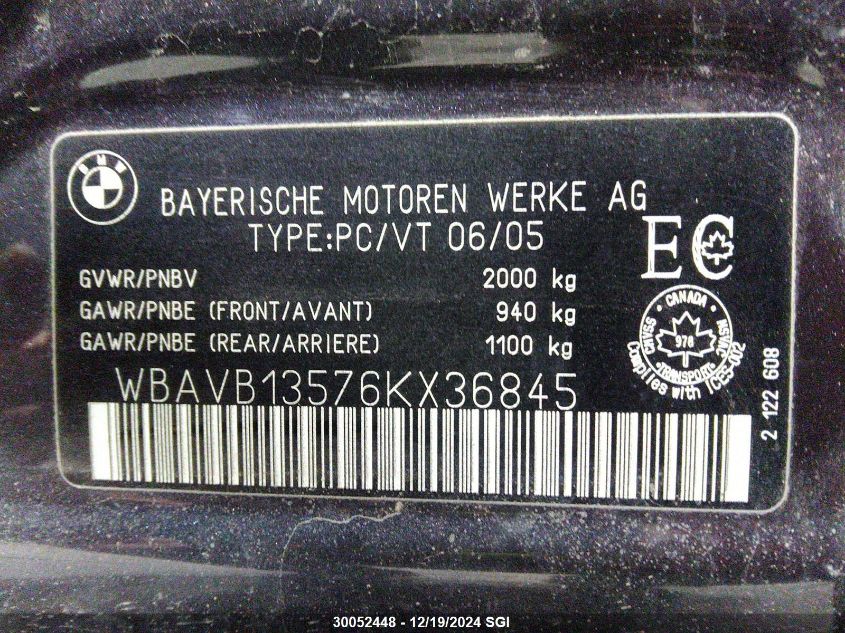 BMW
BAYERISCHE MOTOREN WERKE AG
TYPE:PC/VT 06/05
EC
GVWR/PNBV 2000 kg
GAWR/PNBE (FRONT/AVANT) 940 kg
GAWR/PNBE (REAR/ARRIERE) 1100 kg
CANADA
978
TRANSPORT
Complies with ICES-002
WBAVB13576KX36845
2 122 608
30052448 - 12/19/2024 SGI